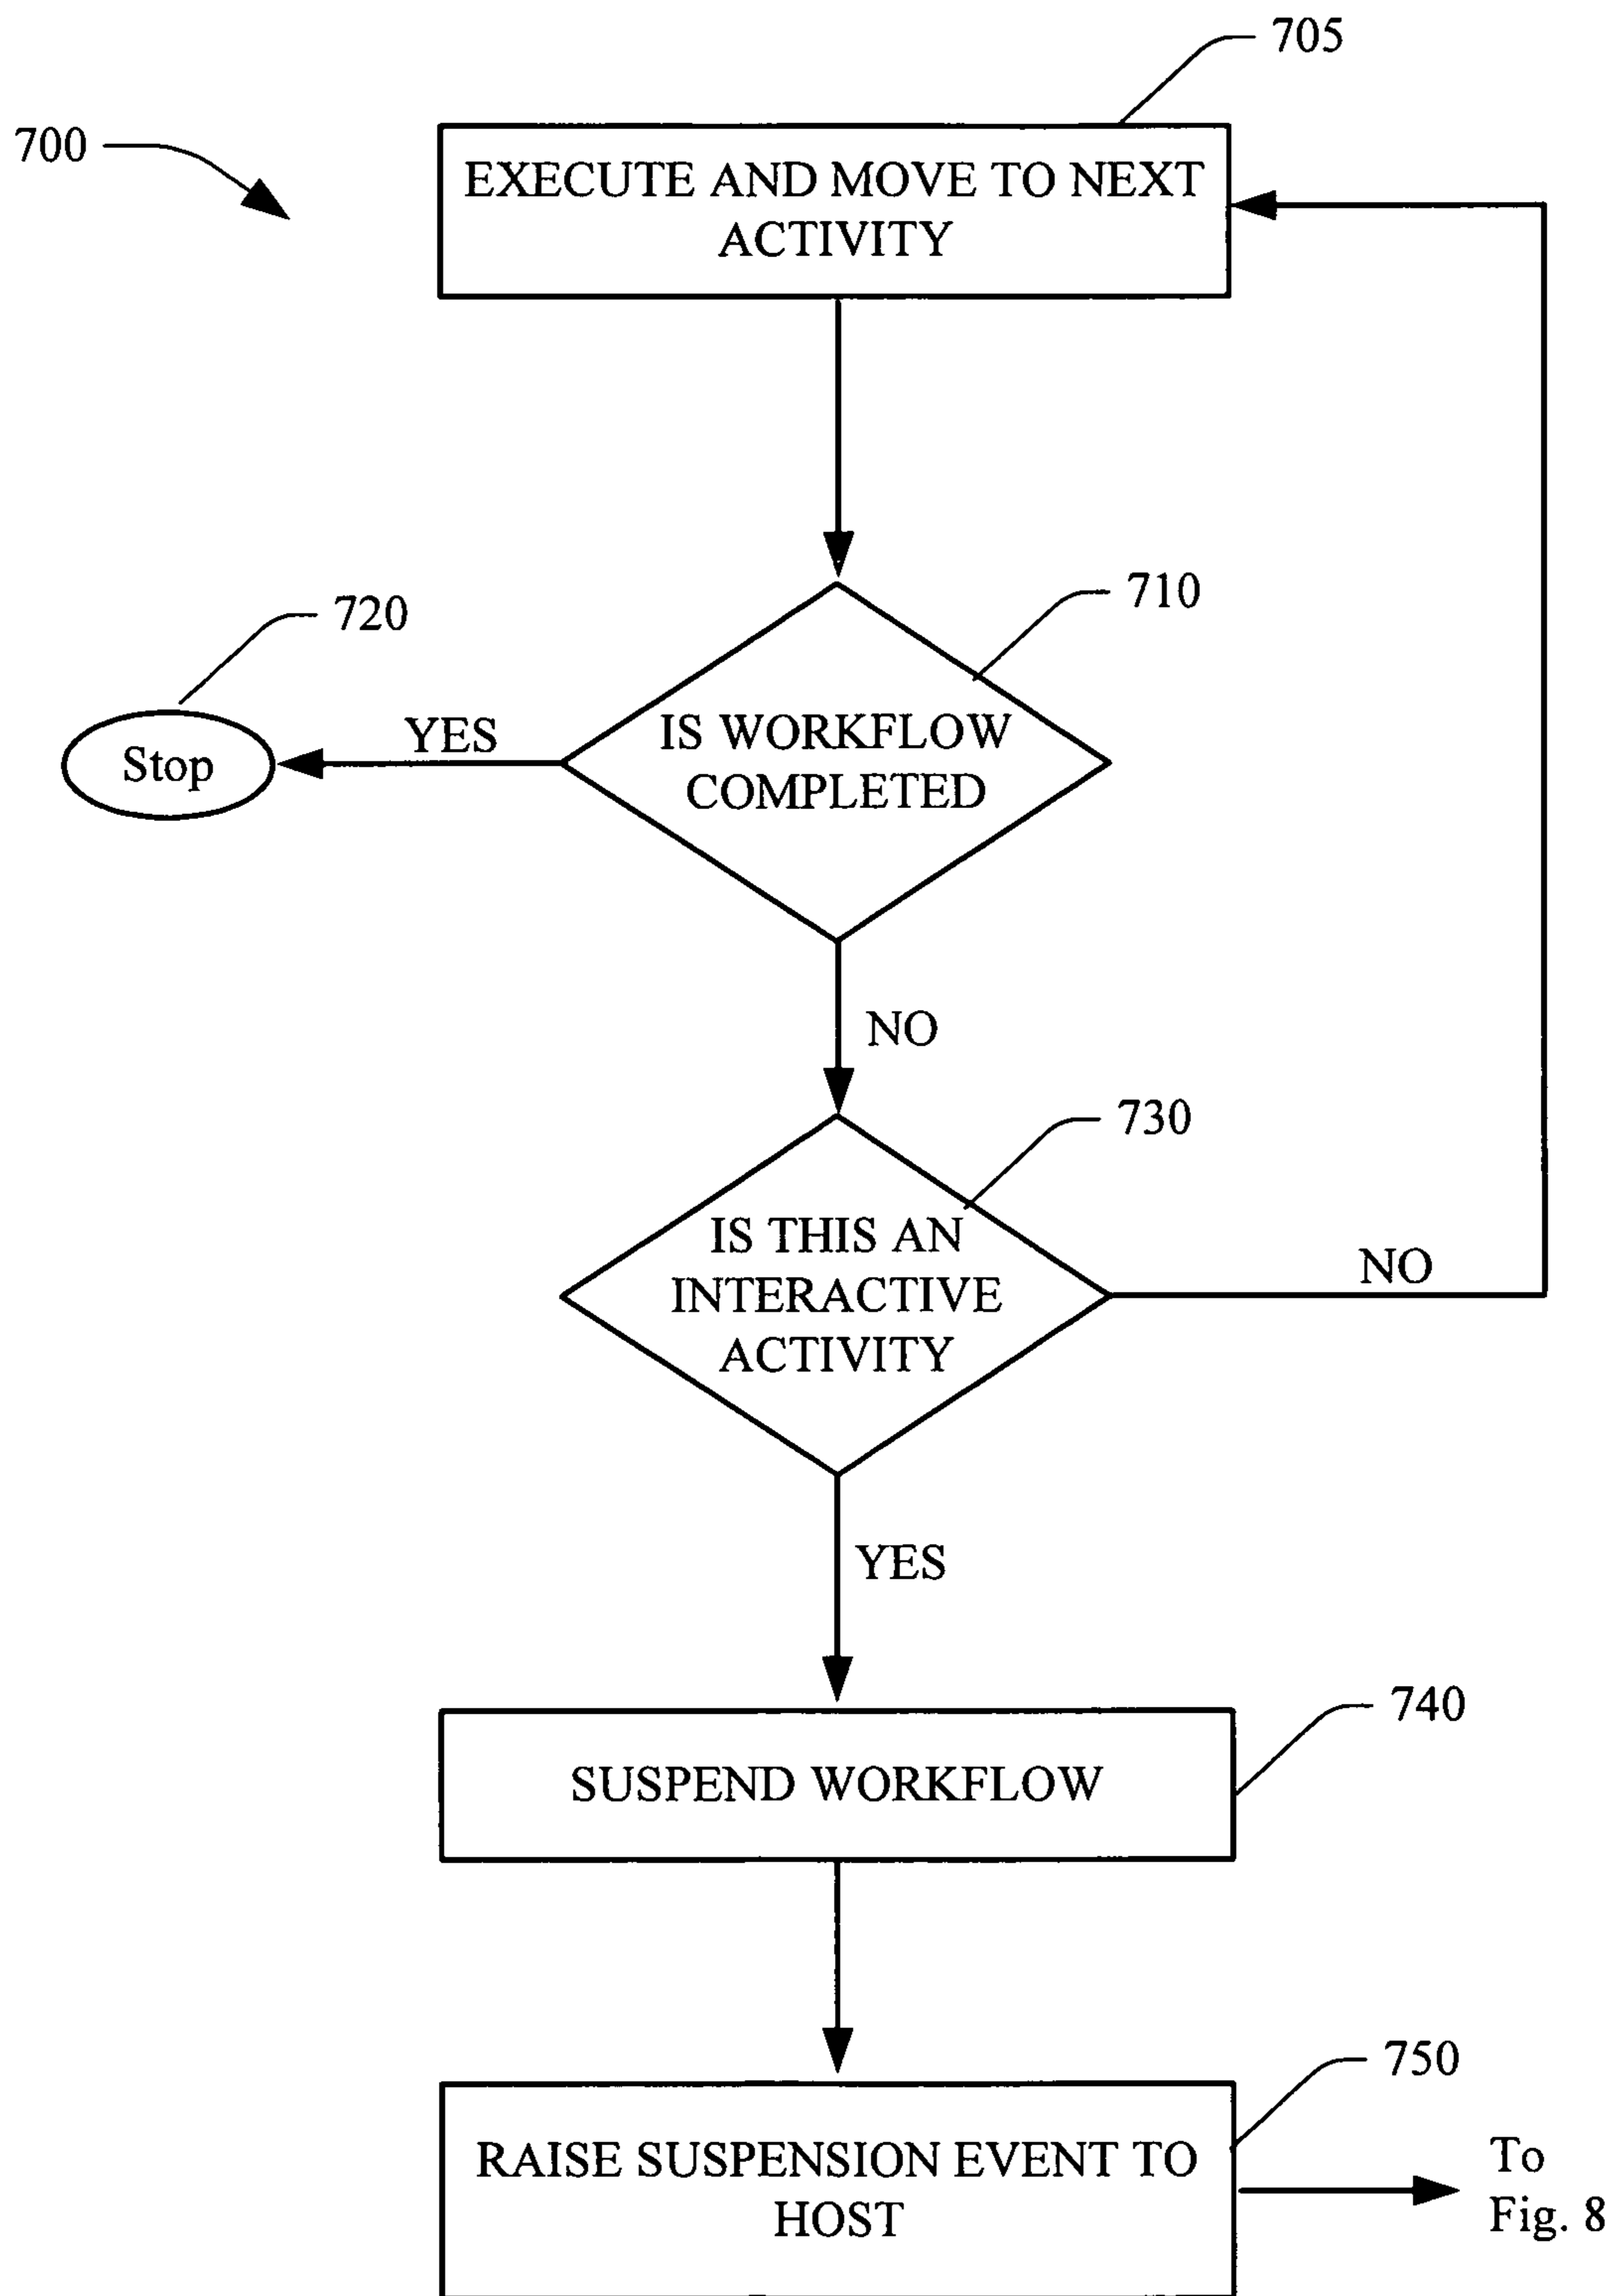 705
700
EXECUTE AND MOVE TO NEXT
ACTIVITY
710
720
YES
Stop
IS WORKFLOW
COMPLETED
NO
730
IS THIS AN
INTERACTIVE
ACTIVITY
NO
YES
740
SUSPEND WORKFLOW
750
RAISE SUSPENSION EVENT TO
HOST
To
Fig. 8